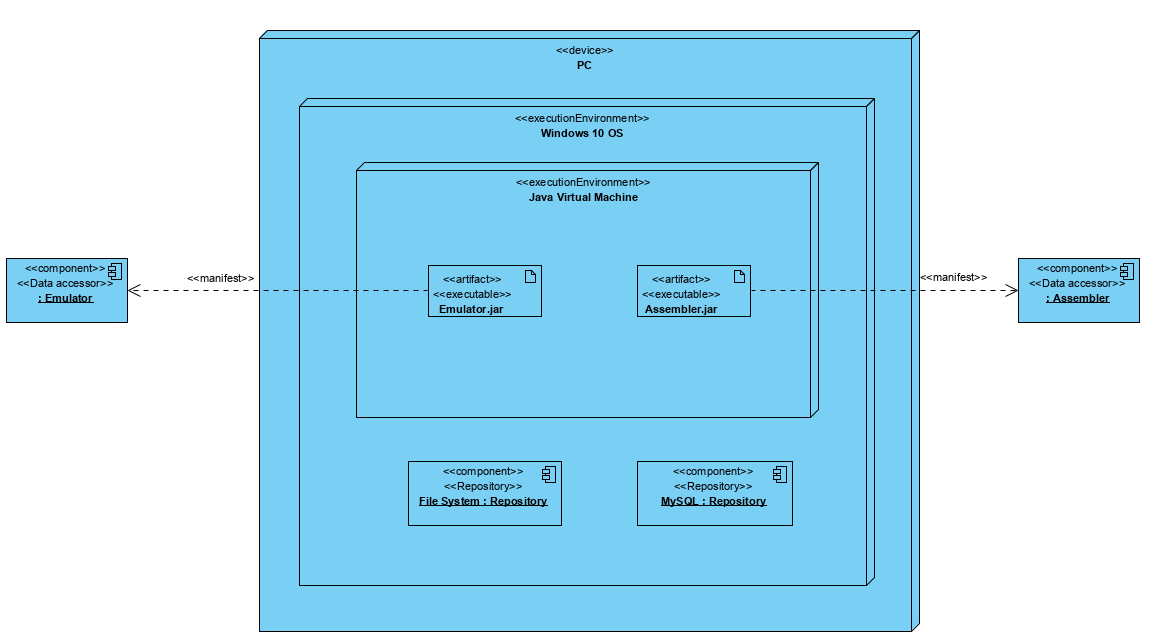 <<device>>
PC
<<executionEnvironment>>
Windows 10 OS
<<executionEnvironment>>
Java Virtual Machine
<<component>>
<<Data accessor>>
: Emulator
<<manifest>>
<<artifact>>
<<executable>>
Emulator.jar
<<artifact>>
<<executable>>
Assembler.jar
<<manifest>>
<<component>>
<<Data accessor>>
: Assembler
<<component>>
<<Repository>>
File System : Repository
<<component>>
<<Repository>>
MySQL : Repository